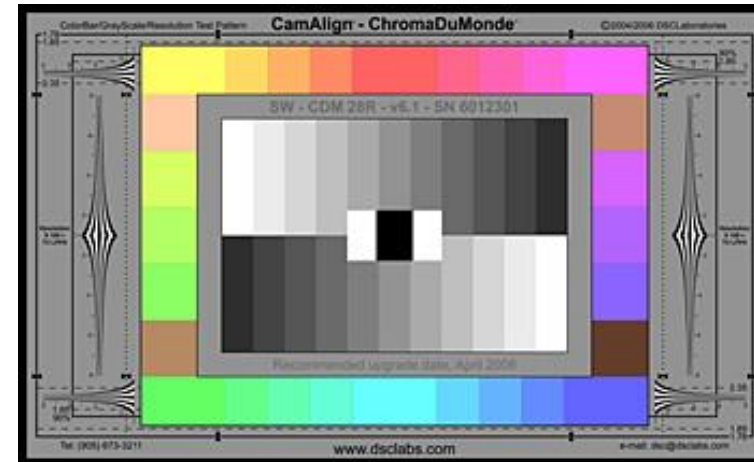 ColorBar/GrayScale/Resolution Test Pattern
CamAlign - ChromaDuMonde
©2004/2006 DSCLaboratories
SW - CDM 28R - v6.1 - SN 6012301
Recommended upgrade date, April 2008
Tel: (905) 673-3211
www.dsclabs.com
e-mail: dsc@dsclabs.com